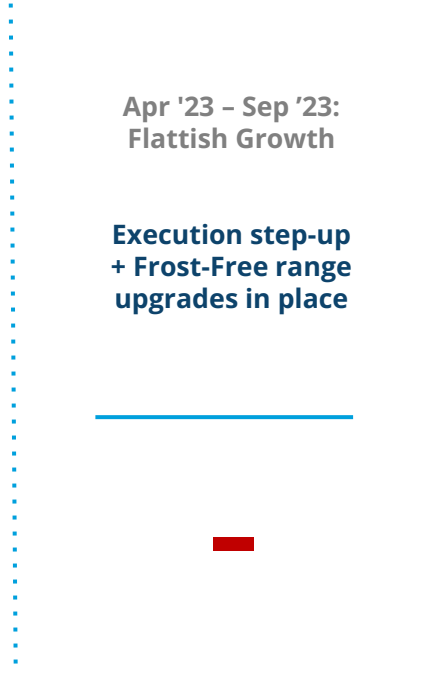 Apr '23 – Sep ’23:
Flattish Growth
Execution step-up
+ Frost-Free range
upgrades in place